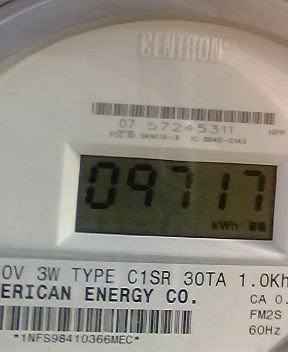 CENTRON
07 57245311
09717
kWh
0V 3W TYPE C1SR 30TA 1.0Kh
ERICAN ENERGY CO.
CA 0.
FM2S
60Hz
*1NFS98410366MEC*